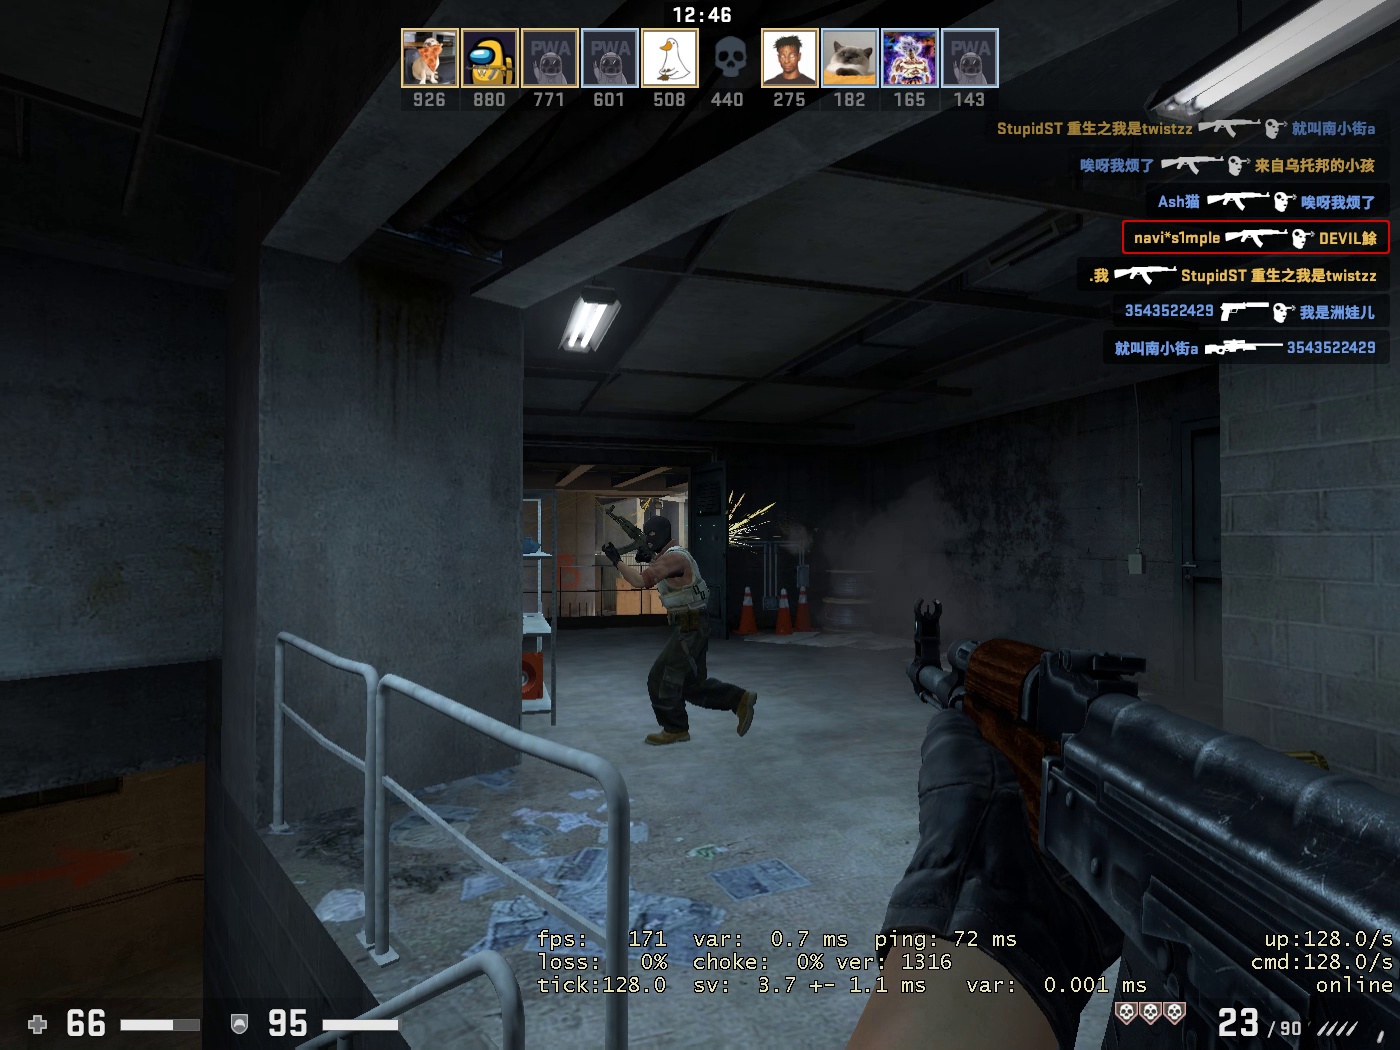 12:46
PWA PWA PWA
926 880 771 601 508 440 275 182 165 143
StupidST 重生之我是twistzz 就叫南小街a
唉呀我烦了 来自乌托邦的小孩
Ash猫 唉呀我烦了
navi*s1mple DEVIL鮽
.我 StupidST 重生之我是twistzz
3543522429 我是洲娃儿
就叫南小街a 3543522429
fps: 171 var: 0.7 ms ping: 72 ms up:128.0/s
loss: 0% choke: 0% ver: 1316 cmd:128.0/s
tick:128.0 sv: 3.7 +- 1.1 ms var: 0.001 ms online
66 95 23 / 90